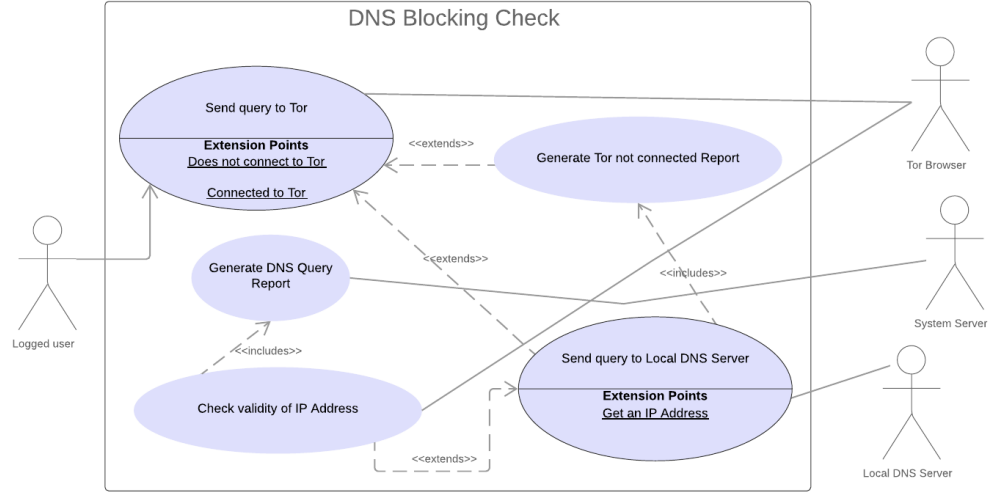 DNS Blocking Check
Send query to Tor
Extension Points
Does not connect to Tor
Connected to Tor
<<extends>>
Generate Tor not connected Report
Tor Browser
Logged user
Generate DNS Query
Report
<<extends>>
<<includes>>
System Server
<<includes>>
Send query to Local DNS Server
Extension Points
Get an IP Address
Check validity of IP Address
<<extends>>
Local DNS Server